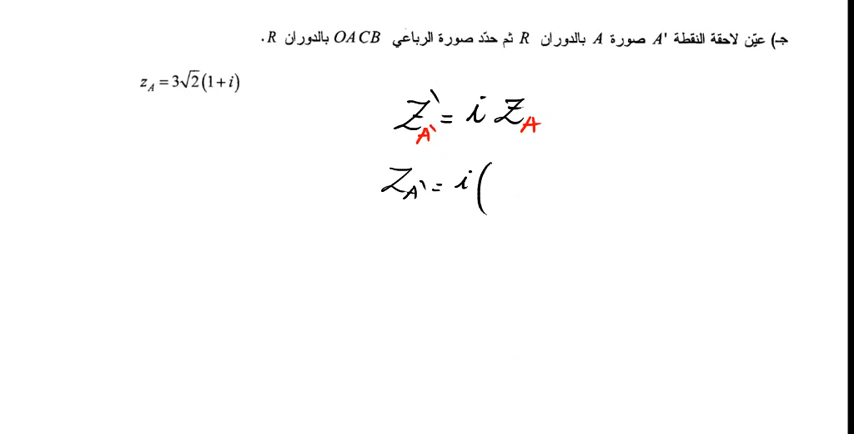 جـ) عيّن لاحقة النقطة A' صورة A بالدوران R ثم حدّد صورة الرباعي OACB بالدوران R .
z_A = 3√2(1+i)
Z`_A` = i Z_A
Z_A` = i(